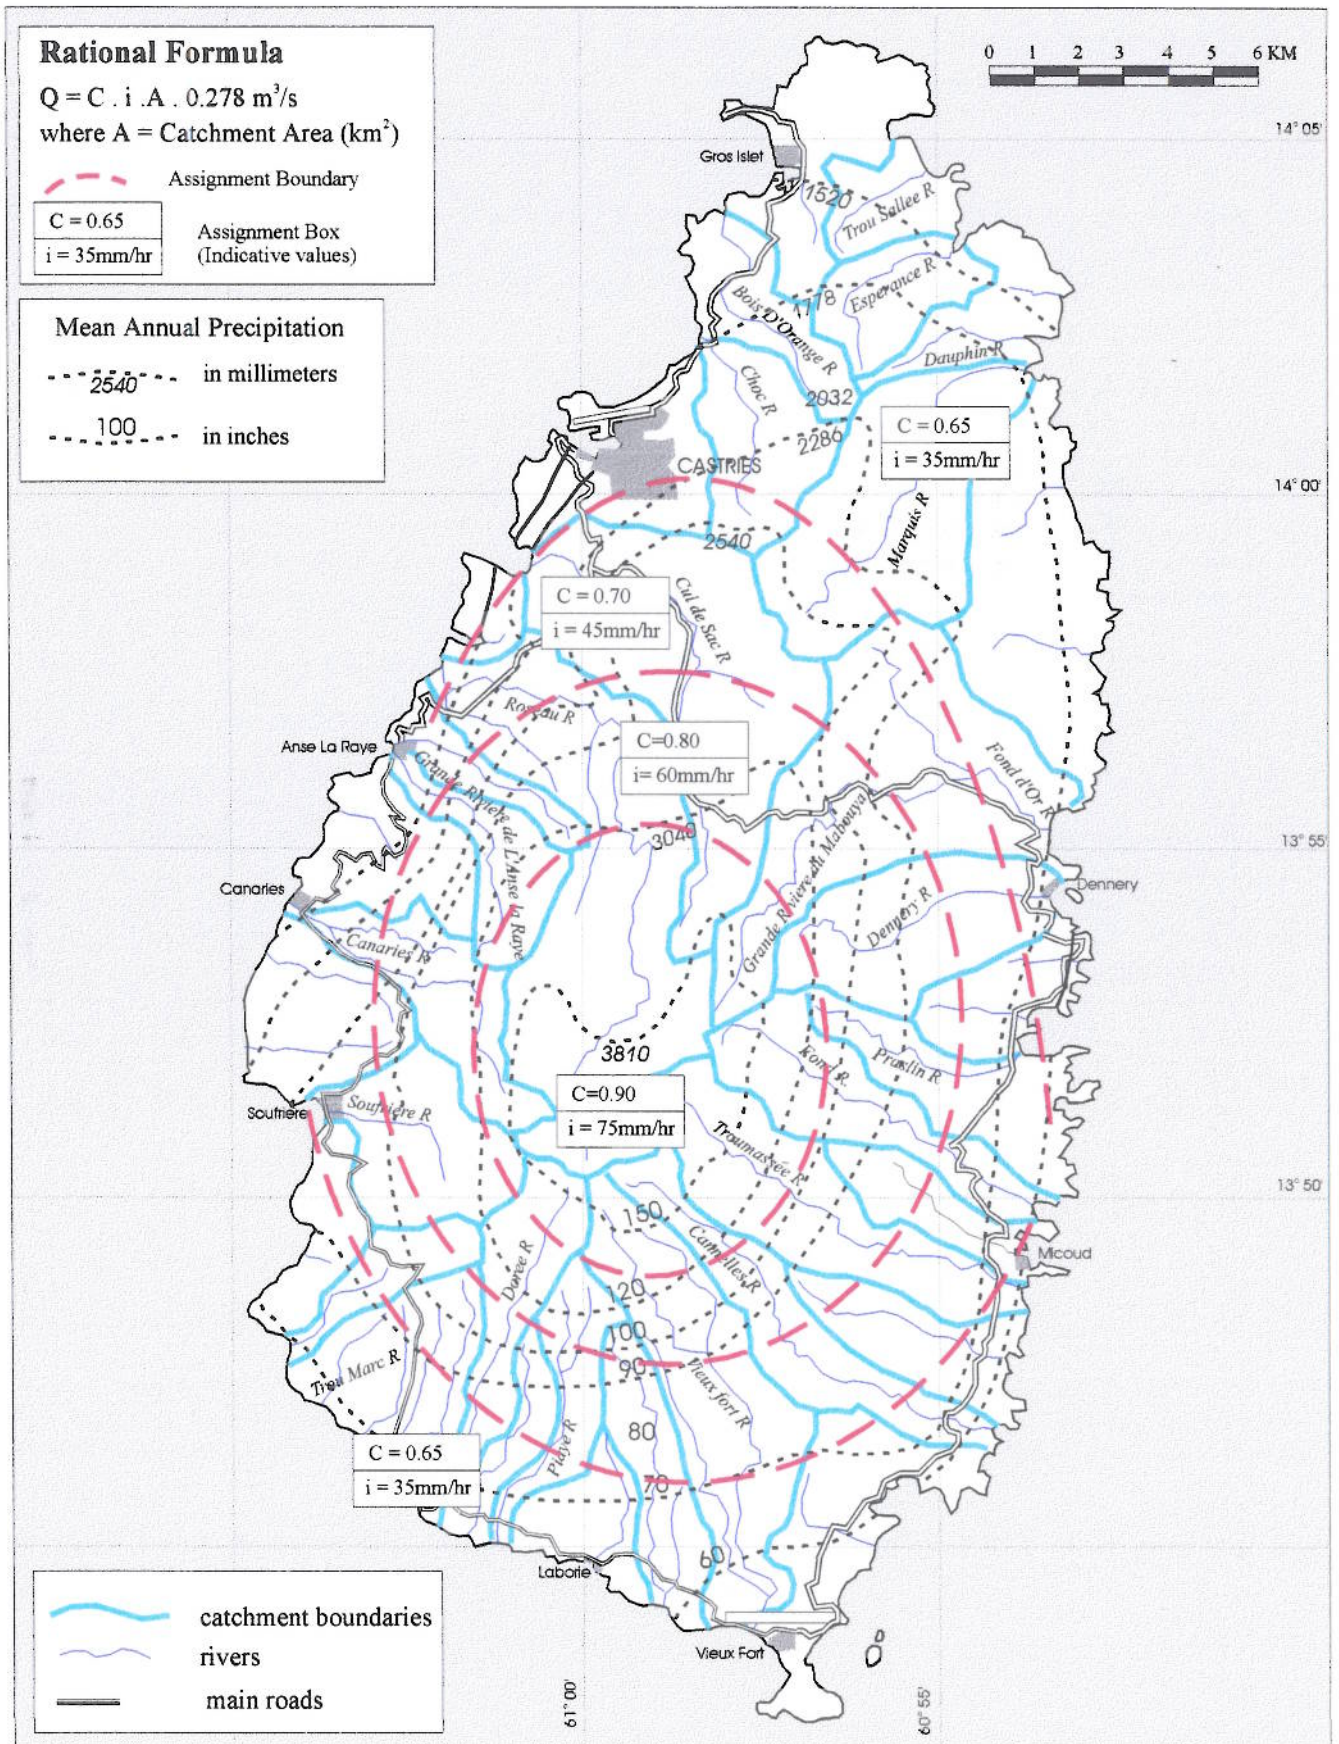 Rational Formula
Q = C . i .A . 0.278 m³/s
where A = Catchment Area (km²)
Assignment Boundary
C = 0.65
i = 35mm/hr
Assignment Box
(Indicative values)
Mean Annual Precipitation
2540
in millimeters
100
in inches
0 1 2 3 4 5 6 KM
14° 05'
Gros Islet
1520
Trou Sallee R
Esperance R
1778
Bois D'Orange R
Dauphin R
Choc R
2032
2286
C = 0.65
i = 35mm/hr
CASTRIES
14° 00'
Marquis R
2540
C = 0.70
i = 45mm/hr
Cul de Sac R
Roseau R
C=0.80
i= 60mm/hr
Anse La Raye
Grande Riviere de L'Anse la Raye
Fond d'Or R
Grande Riviere du Mabouya
3040
13° 55'
Canaries
Dennery
Dennery R
Canaries R
3810
Fond R.
Praslin R
C=0.90
i = 75mm/hr
Soufriere
Soufriere R
Troumassée R
13° 50'
150
Cannelles R
Micoud
Doree R
120
100
90
Trou Marc R
Vieux fort R
80
Piaye R
C = 0.65
i = 35mm/hr
70
60
Laborie
Vieux Fort
catchment boundaries
rivers
main roads
61° 00'
60° 55'